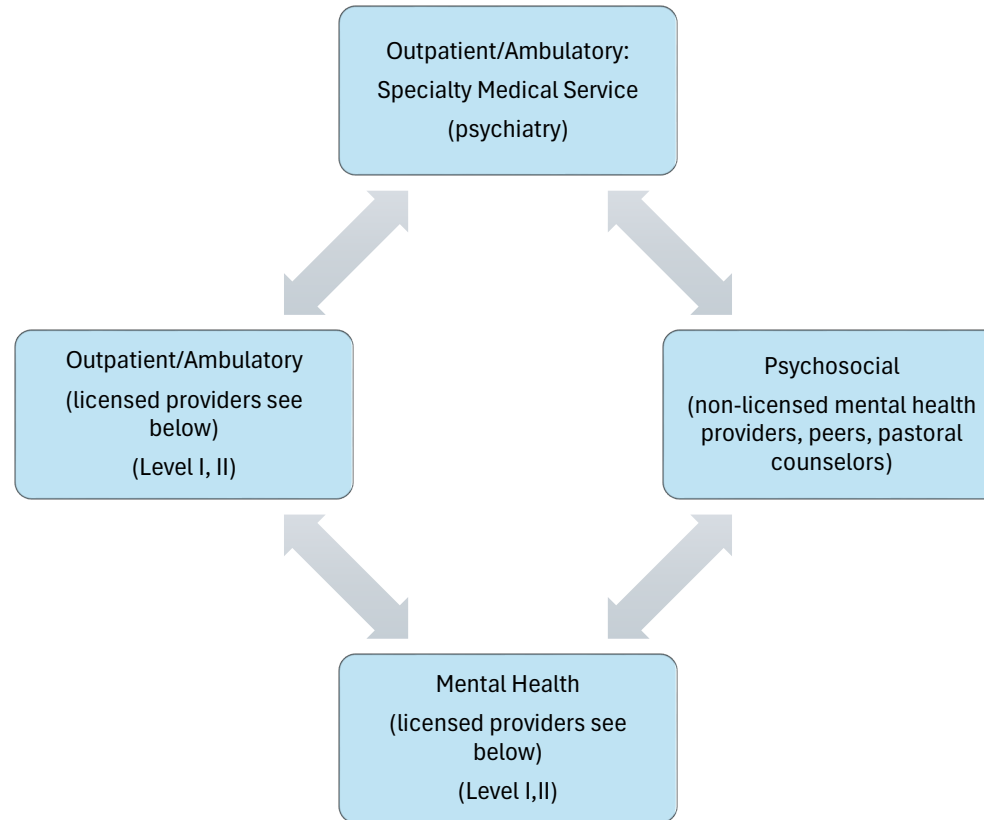 Outpatient/Ambulatory:
Specialty Medical Service
(psychiatry)
Outpatient/Ambulatory
(licensed providers see
below)
(Level I, II)
Psychosocial
(non-licensed mental health
providers, peers, pastoral
counselors)
Mental Health
(licensed providers see
below)
(Level I,II)